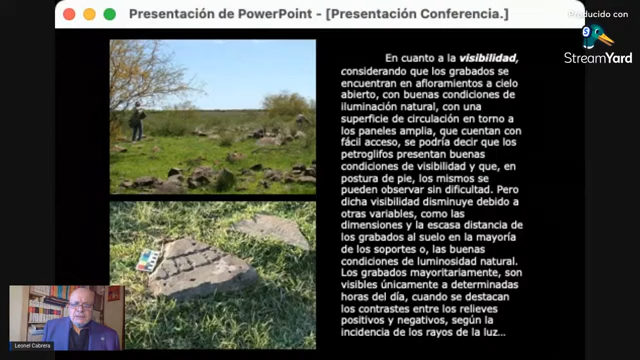 Presentación de PowerPoint - [Presentación Conferencia.]
Producido con
StreamYard
En cuanto a la visibilidad,
considerando que los grabados se
encuentran en afloramientos a cielo
abierto, con buenas condiciones de
iluminación natural, con una
superficie de circulación en torno a
los paneles amplia, que cuentan con
fácil acceso, se podría decir que los
petroglifos presentan buenas
condiciones de visibilidad y que, en
postura de pie, los mismos se
pueden observar sin dificultad. Pero
dicha visibilidad disminuye debido a
otras variables, como las
dimensiones y la escasa distancia de
los grabados al suelo en la mayoría
de los soportes o, las buenas
condiciones de luminosidad natural.
Los grabados mayoritariamente, son
visibles únicamente a determinadas
horas del día, cuando se destacan
los contrastes entre los relieves
positivos y negativos, según la
incidencia de los rayos de la luz...
Leonel Cabrera